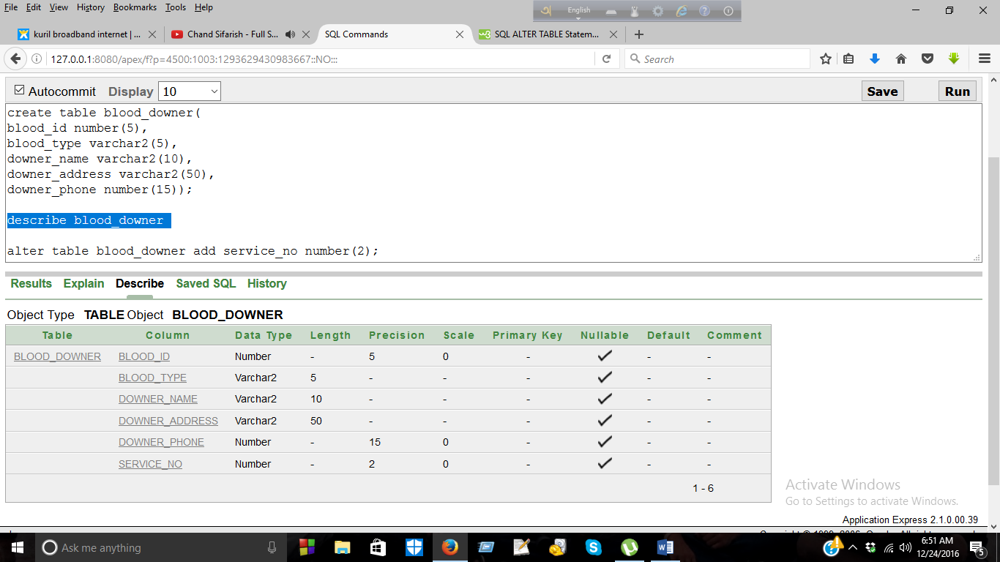 File Edit View History Bookmarks Tools Help
English
kuril broadband internet | ...
Chand Sifarish - Full S...
SQL Commands
SQL ALTER TABLE Statem...
127.0.0.1:8080/apex/f?p=4500:1003:1293629430983667::NO:::
Search
Autocommit Display 10 Save Run
create table blood_downer(
blood_id number(5),
blood_type varchar2(5),
downer_name varchar2(10),
downer_address varchar2(50),
downer_phone number(15));
describe blood_downer
alter table blood_downer add service_no number(2);
Results Explain Describe Saved SQL History
Object Type TABLE Object BLOOD_DOWNER
Table Column Data Type Length Precision Scale Primary Key Nullable Default Comment
BLOOD_DOWNER BLOOD_ID Number - 5 0 - - -
BLOOD_TYPE Varchar2 5 - - - - -
DOWNER_NAME Varchar2 10 - - - - -
DOWNER_ADDRESS Varchar2 50 - - - - -
DOWNER_PHONE Number - 15 0 - - -
SERVICE_NO Number - 2 0 - - -
1 - 6
Activate Windows
Go to Settings to activate Windows.
Application Express 2.1.0.00.39
Ask me anything
6:51 AM
12/24/2016
5